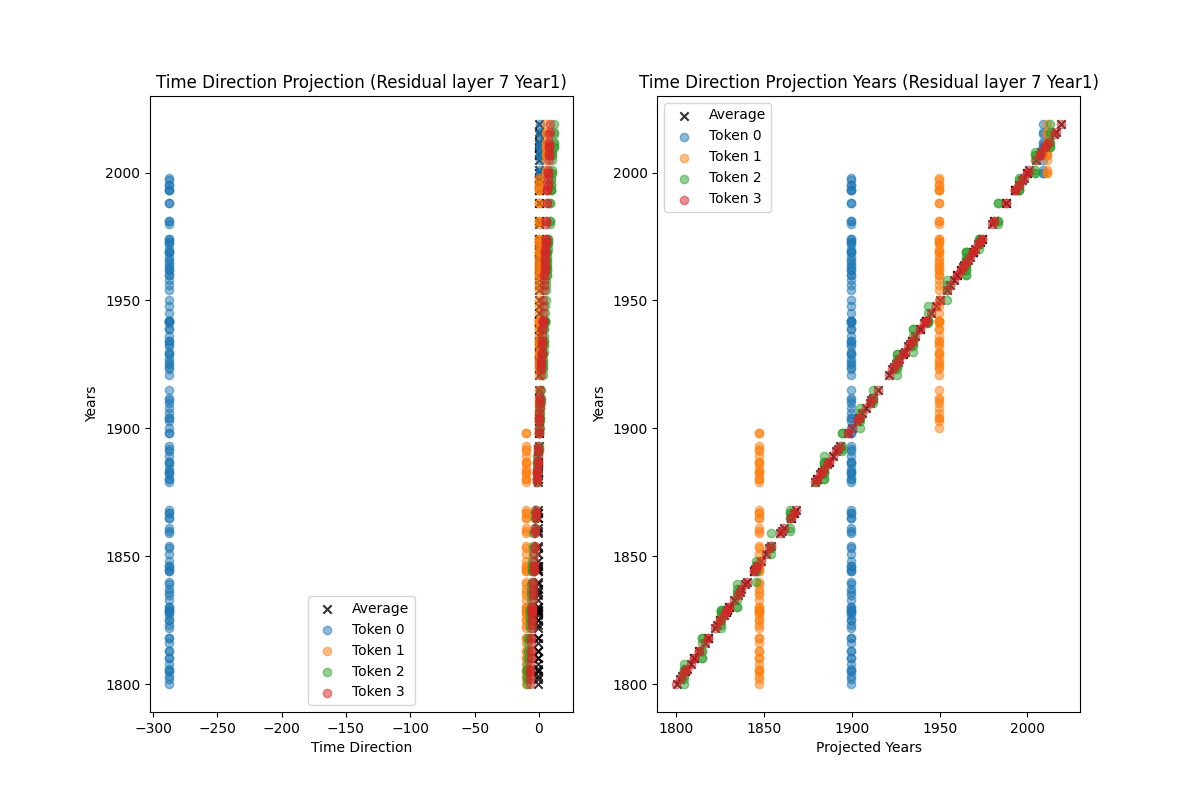 Time Direction Projection (Residual layer 7 Year1)
Years
2000
1950
1900
1850
1800
Average
Token 0
Token 1
Token 2
Token 3
−300 −250 −200 −150 −100 −50 0
Time Direction
Time Direction Projection Years (Residual layer 7 Year1)
Average
Token 0
Token 1
Token 2
Token 3
Years
2000
1950
1900
1850
1800
1800 1850 1900 1950 2000
Projected Years